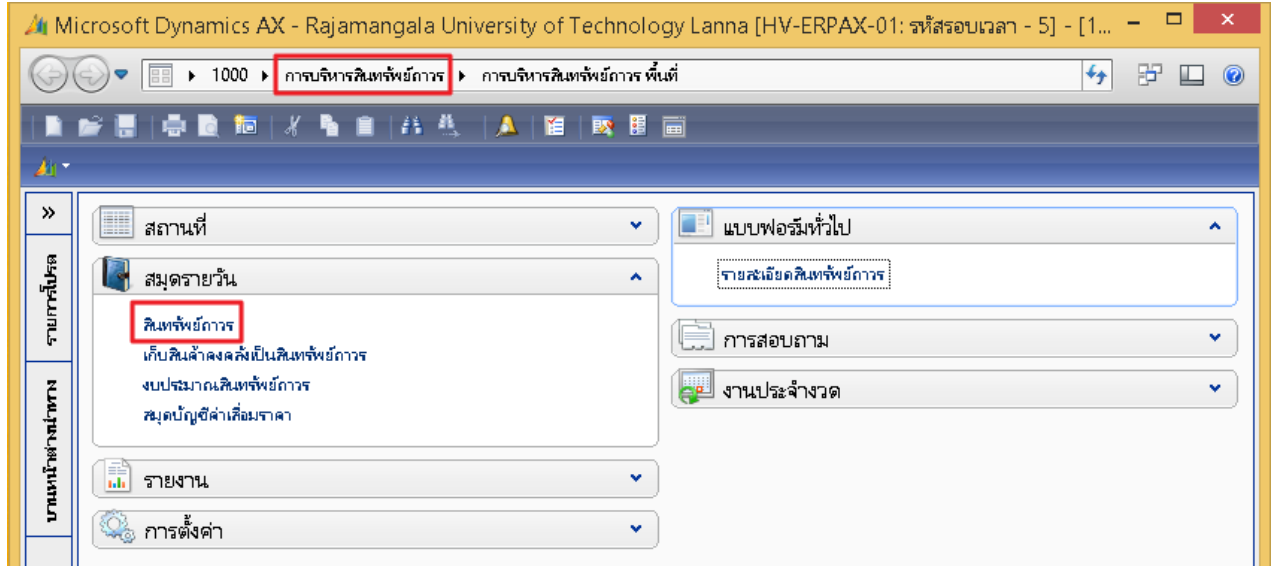 Microsoft Dynamics AX - Rajamangala University of Technology Lanna [HV-ERPAX-01: รหัสรอบเวลา - 5] - [1...
1000 การบริหารสินทรัพย์ถาวร การบริหารสินทรัพย์ถาวร พื้นที่
»
รายการโปรด
บานหน้าต่างนำทาง
สถานที่
สมุดรายวัน
สินทรัพย์ถาวร
เก็บสินค้าคงคลังเป็นสินทรัพย์ถาวร
งบประมาณสินทรัพย์ถาวร
สมุดบัญชีค่าเสื่อมราคา
รายงาน
การตั้งค่า
แบบฟอร์มทั่วไป
รายละเอียดสินทรัพย์ถาวร
การสอบถาม
งานประจำงวด